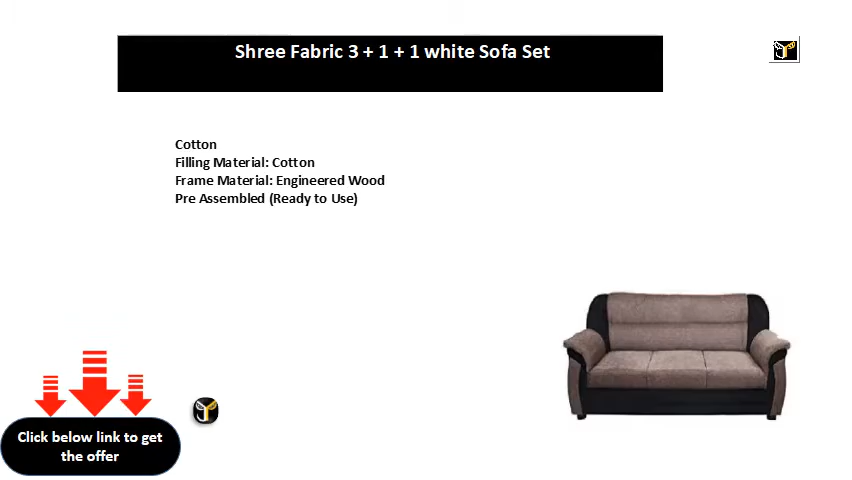 Shree Fabric 3 + 1 + 1 white Sofa Set
Cotton
Filling Material: Cotton
Frame Material: Engineered Wood
Pre Assembled (Ready to Use)
Click below link to get
the offer